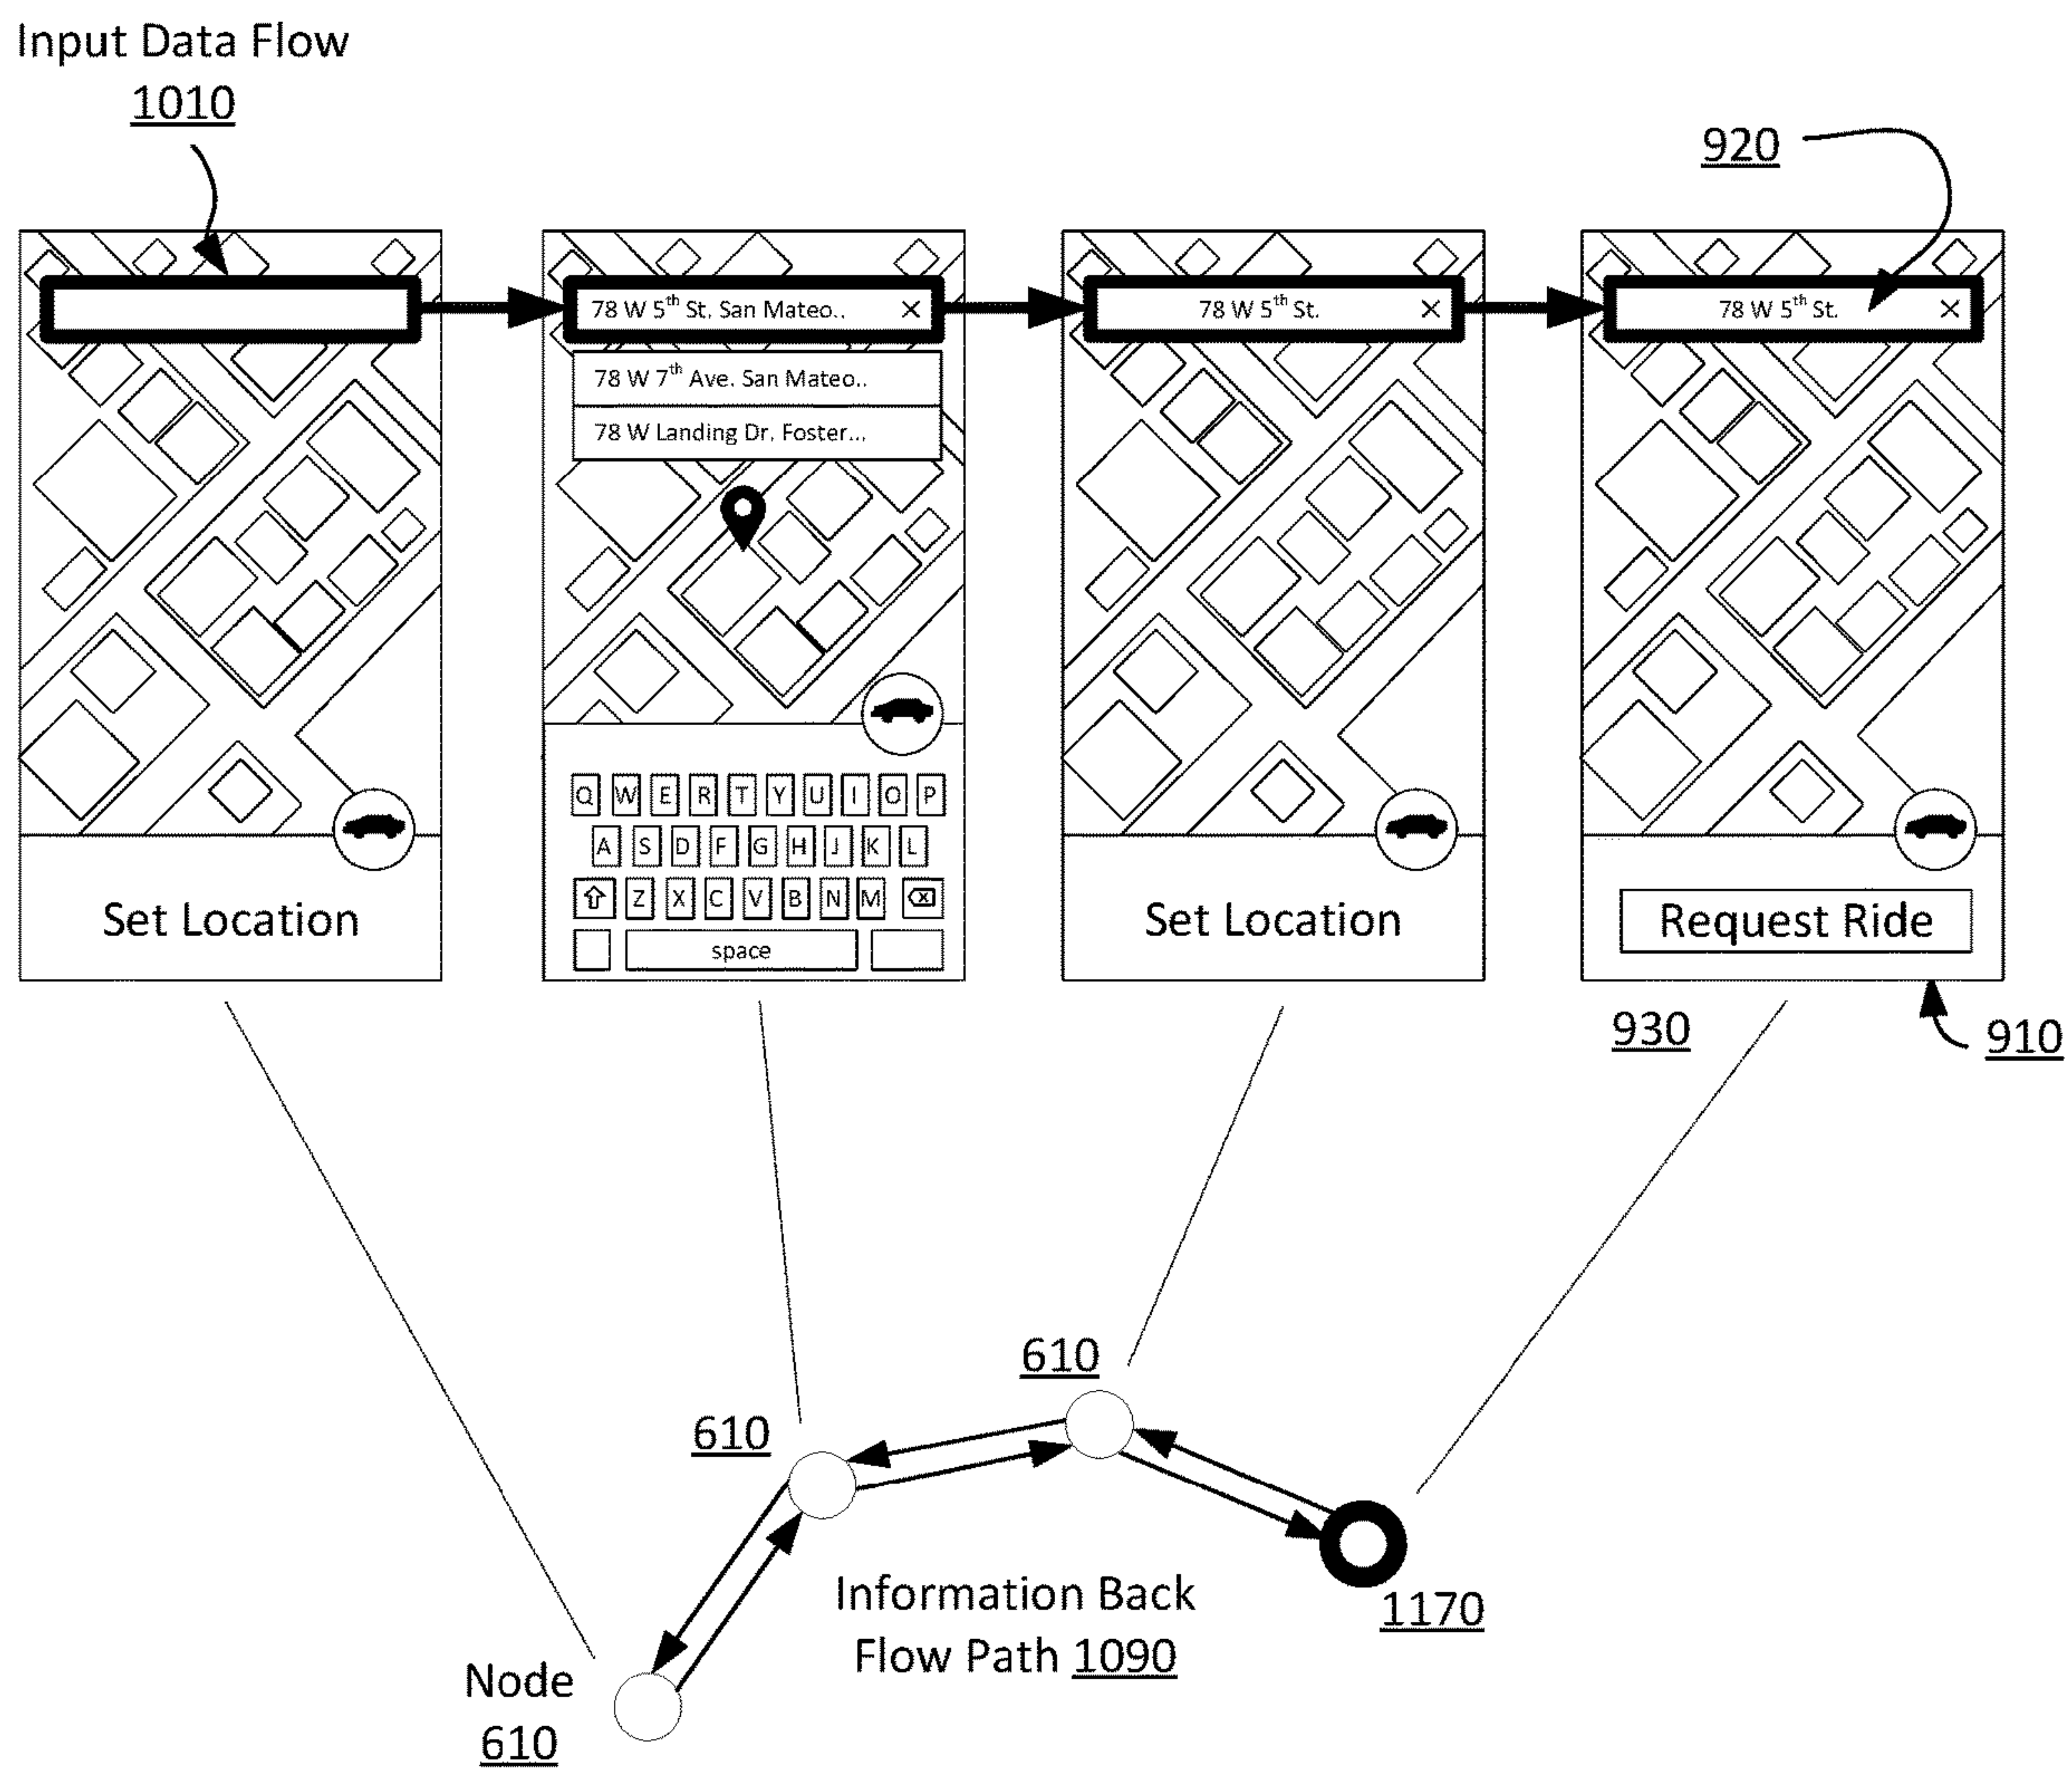 Input Data Flow
1010
920
78 W 5th St. San Mateo..
78 W 5th St.
78 W 5th St.
78 W 7th Ave. San Mateo..
78 W Landing Dr. Foster...
Q W E R T Y U I O P
A S D F G H J K L
Z X C V B N M
space
Set Location
Set Location
Request Ride
930
910
610
610
Information Back
Flow Path 1090
1170
Node
610